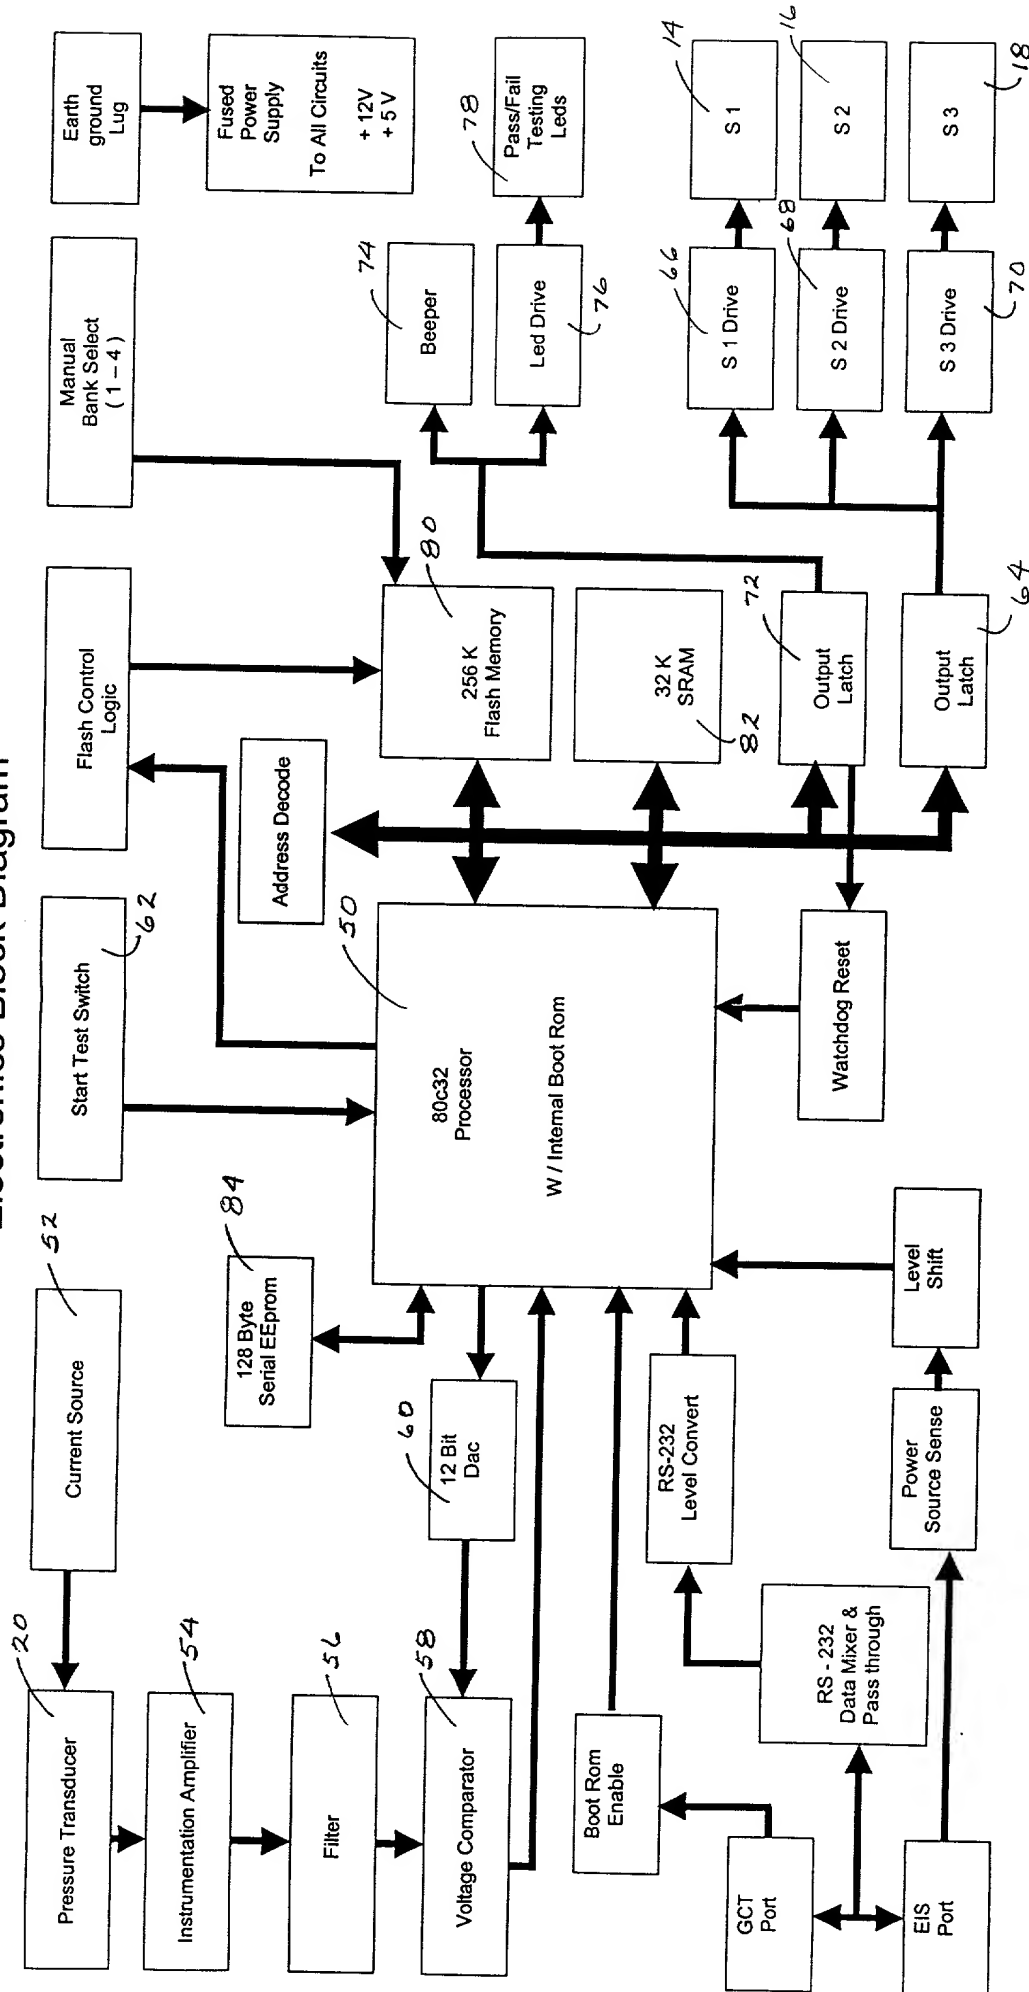 Electronics Block Diagram
Earth
ground
Lug
Fused
Power
Supply
To All Circuits
+ 12V
+ 5 V
Manual
Bank Select
( 1 – 4 )
Flash Control
Logic
Start Test Switch
62
52
Current Source
20
Pressure Transducer
54
Instrumentation Amplifier
56
Filter
58
Voltage Comparator
60
12 Bit
Dac
84
128 Byte
Serial EEprom
Address Decode
50
80c32
Processor
W / Internal Boot Rom
80
256 K
Flash Memory
32 K
SRAM
82
74
Beeper
Led Drive
76
78
Pass/Fail
Testing
Leds
72
Output
Latch
Output
Latch
64
66
S 1 Drive
68
S 2 Drive
S 3 Drive
70
14
S 1
16
S 2
S 3
18
Watchdog Reset
Level
Shift
Power
Source Sense
RS-232
Level Convert
RS - 232
Data Mixer &
Pass through
Boot Rom
Enable
GCT
Port
EIS
Port